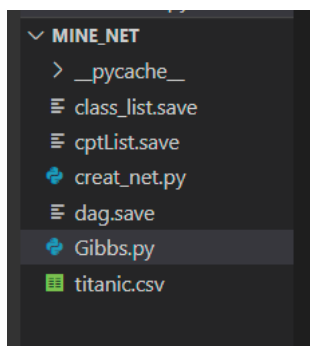 MINE_NET
__pycache__
class_list.save
cptList.save
creat_net.py
dag.save
Gibbs.py
titanic.csv